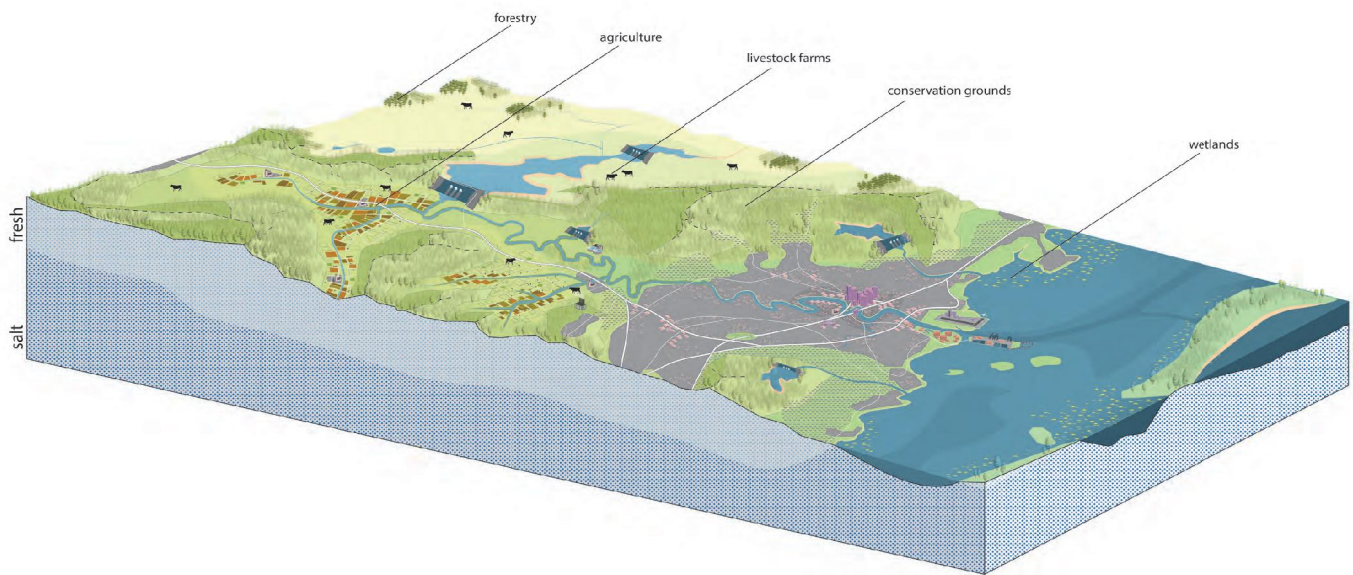 forestry
agriculture
livestock farms
conservation grounds
wetlands
fresh
salt